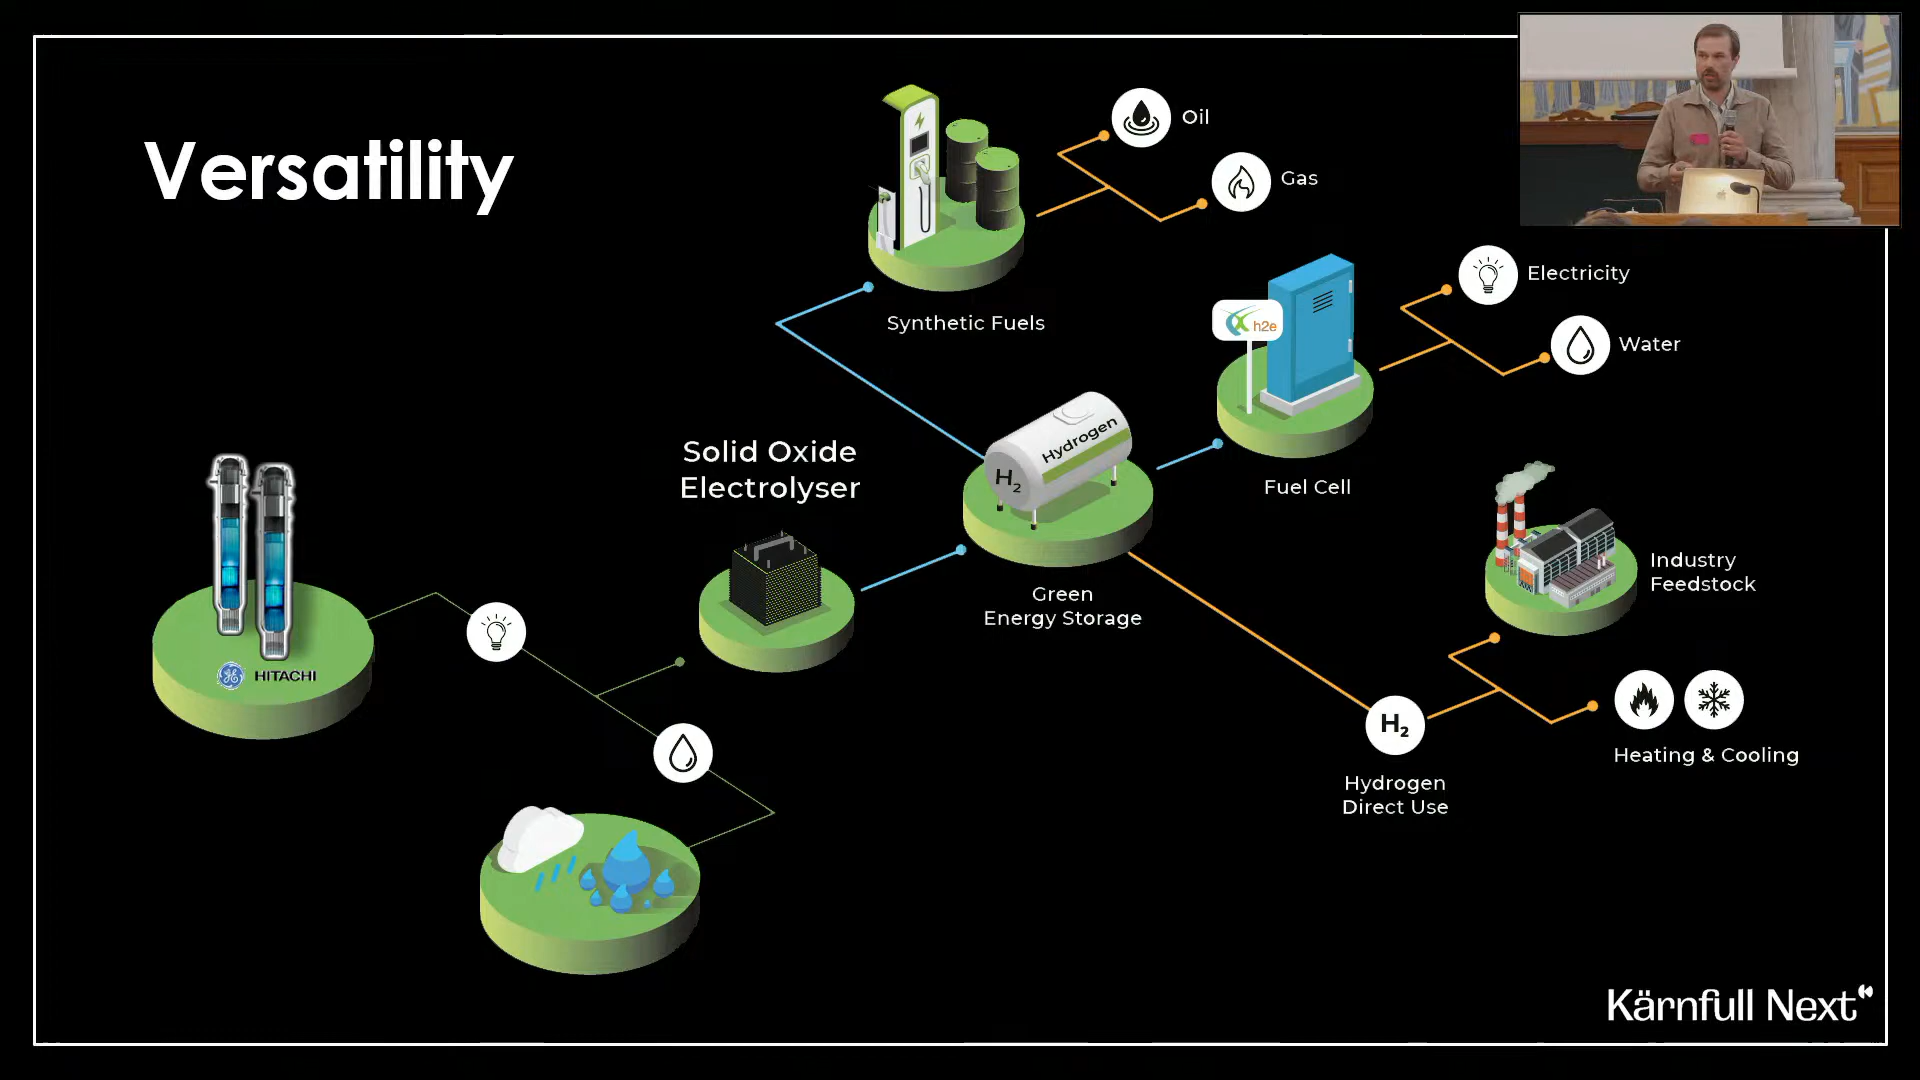 Versatility
Oil
Gas
Synthetic Fuels
Electricity
Water
h2e
Fuel Cell
Solid Oxide
Electrolyser
Hydrogen
H₂
Green
Energy Storage
Industry
Feedstock
HITACHI
H₂
Hydrogen
Direct Use
Heating & Cooling
Kärnfull Next